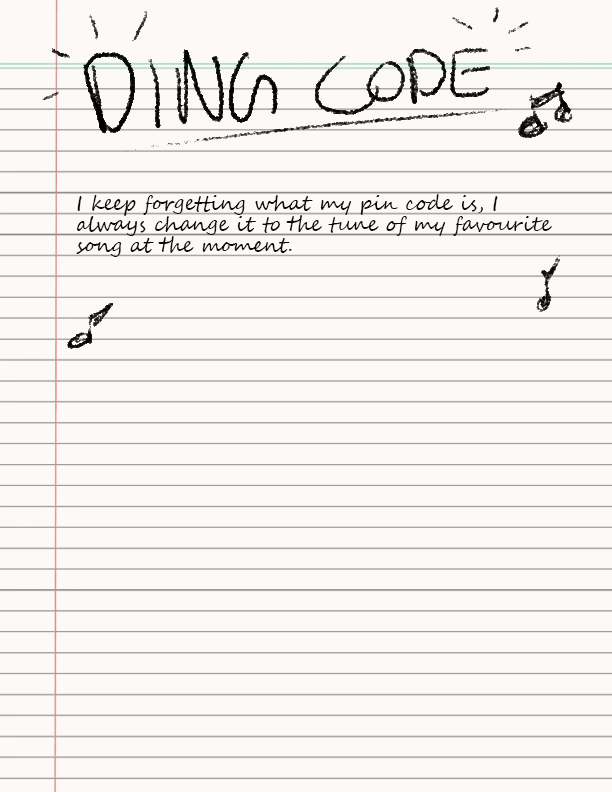 DING CODE
I keep forgetting what my pin code is, I
always change it to the tune of my favourite
song at the moment.